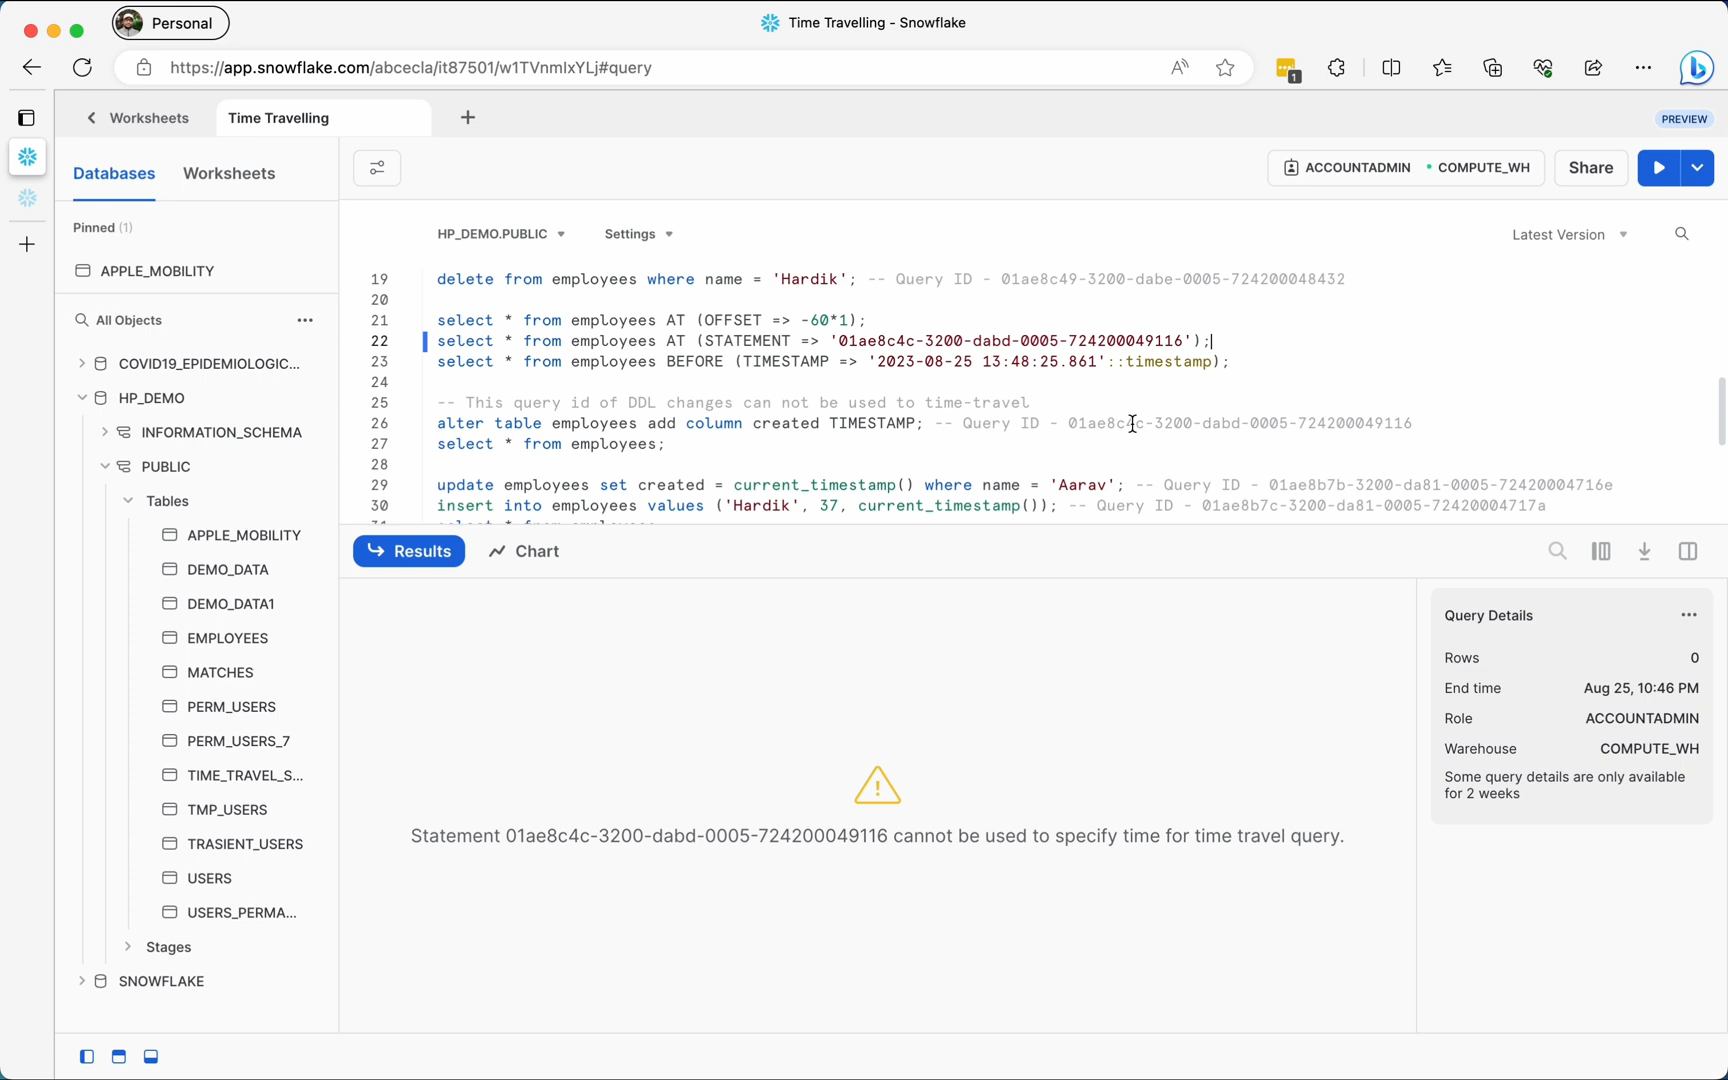 Personal
Time Travelling - Snowflake
https://app.snowflake.com/abcecla/it87501/w1TVnmlxYLj#query
1
Worksheets
Time Travelling
PREVIEW
Databases
Worksheets
ACCOUNTADMIN
COMPUTE_WH
Share
Pinned (1)
APPLE_MOBILITY
HP_DEMO.PUBLIC
Settings
Latest Version
All Objects
COVID19_EPIDEMIOLOGIC...
HP_DEMO
INFORMATION_SCHEMA
PUBLIC
Tables
APPLE_MOBILITY
DEMO_DATA
DEMO_DATA1
EMPLOYEES
MATCHES
PERM_USERS
PERM_USERS_7
TIME_TRAVEL_S...
TMP_USERS
TRASIENT_USERS
USERS
USERS_PERMA...
Stages
SNOWFLAKE
19 delete from employees where name = 'Hardik'; -- Query ID - 01ae8c49-3200-dabe-0005-724200048432
20
21 select * from employees AT (OFFSET => -60*1);
22 select * from employees AT (STATEMENT => '01ae8c4c-3200-dabd-0005-724200049116');
23 select * from employees BEFORE (TIMESTAMP => '2023-08-25 13:48:25.861'::timestamp);
24
25 -- This query id of DDL changes can not be used to time-travel
26 alter table employees add column created TIMESTAMP; -- Query ID - 01ae8c4c-3200-dabd-0005-724200049116
27 select * from employees;
28
29 update employees set created = current_timestamp() where name = 'Aarav'; -- Query ID - 01ae8b7b-3200-da81-0005-72420004716e
30 insert into employees values ('Hardik', 37, current_timestamp()); -- Query ID - 01ae8b7c-3200-da81-0005-72420004717a
Results
Chart
Statement 01ae8c4c-3200-dabd-0005-724200049116 cannot be used to specify time for time travel query.
Query Details
Rows 0
End time Aug 25, 10:46 PM
Role ACCOUNTADMIN
Warehouse COMPUTE_WH
Some query details are only available
for 2 weeks